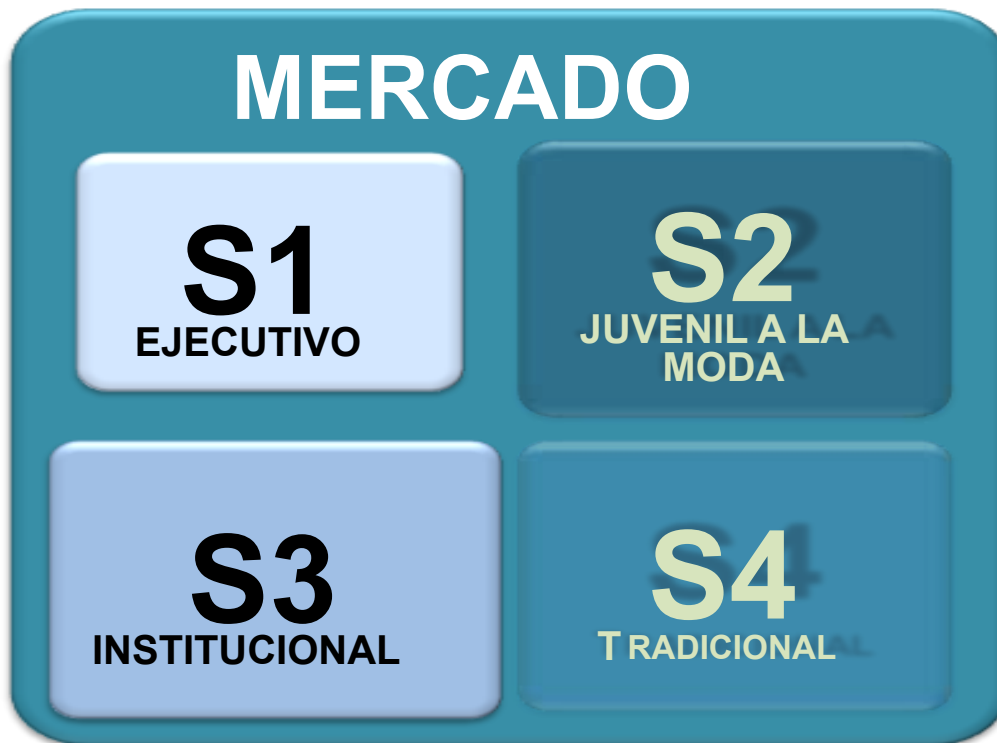 MERCADO
S1
EJECUTIVO
S2
JUVENIL A LA
MODA
S3
INSTITUCIONAL
S4
T RADICIONAL